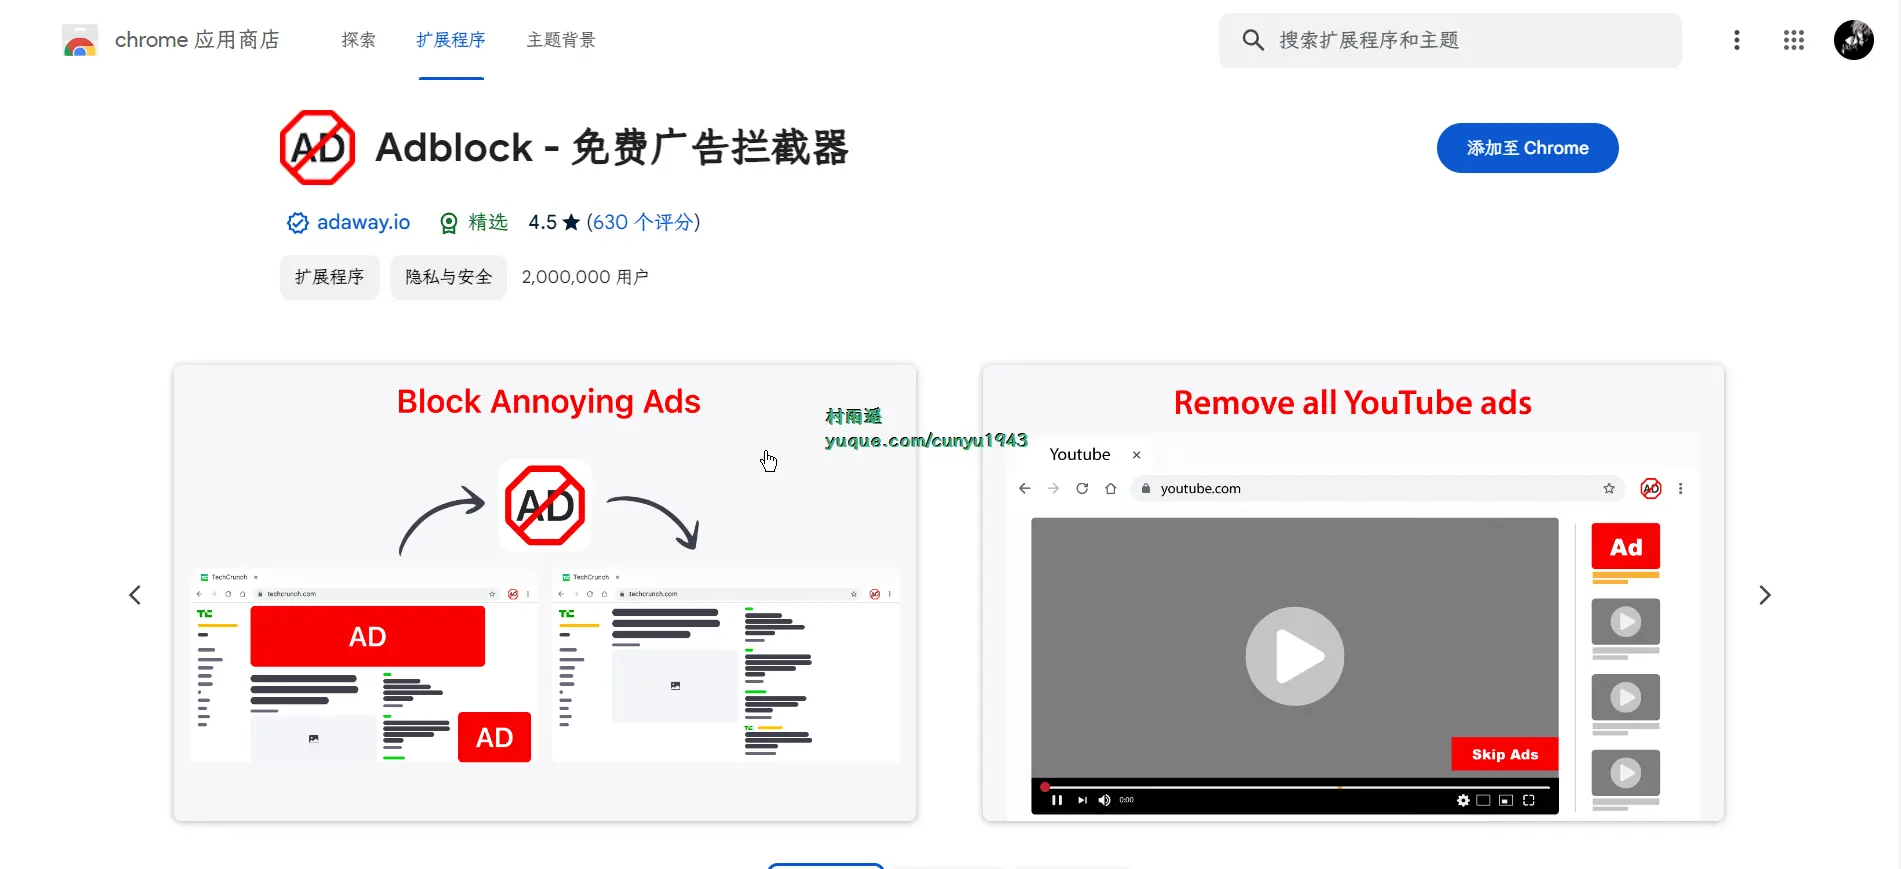 chrome 应用商店
探索
扩展程序
主题背景
搜索扩展程序和主题
AD
Adblock - 免费广告拦截器
添加至 Chrome
adaway.io
精选
4.5 ★ (630 个评分)
扩展程序
隐私与安全
2,000,000 用户
Block Annoying Ads
AD
TechCrunch ×
techcrunch.com
TC
AD
AD
TechCrunch ×
techcrunch.com
TC
TC
村雨遥
yuque.com/cunyu1943
Remove all YouTube ads
Youtube ×
youtube.com
AD
Ad
Skip Ads
0:00